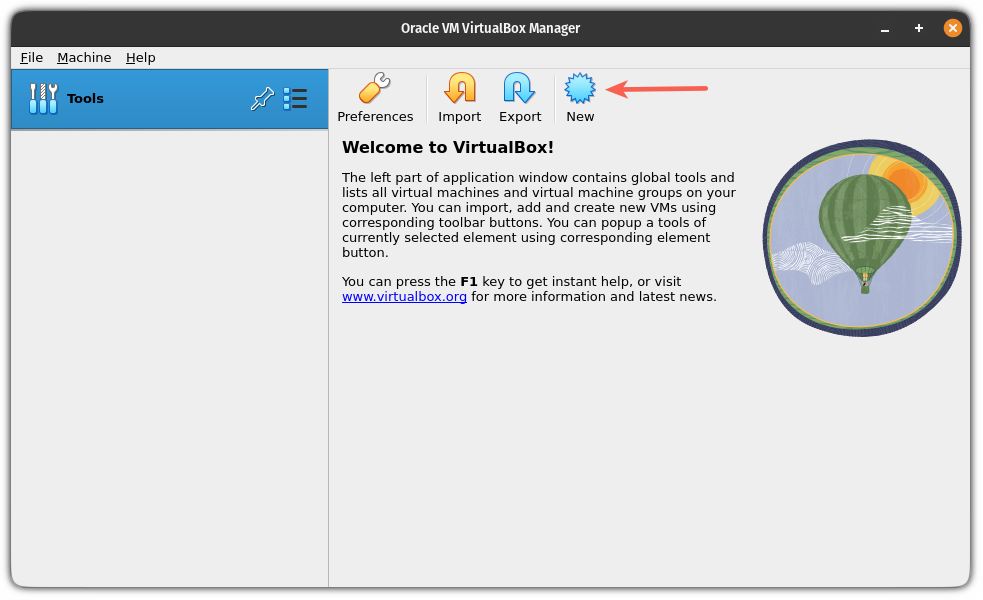 Oracle VM VirtualBox Manager
File Machine Help
Tools
Preferences Import Export New
Welcome to VirtualBox!
The left part of application window contains global tools and
lists all virtual machines and virtual machine groups on your
computer. You can import, add and create new VMs using
corresponding toolbar buttons. You can popup a tools of
currently selected element using corresponding element
button.
You can press the F1 key to get instant help, or visit
www.virtualbox.org for more information and latest news.